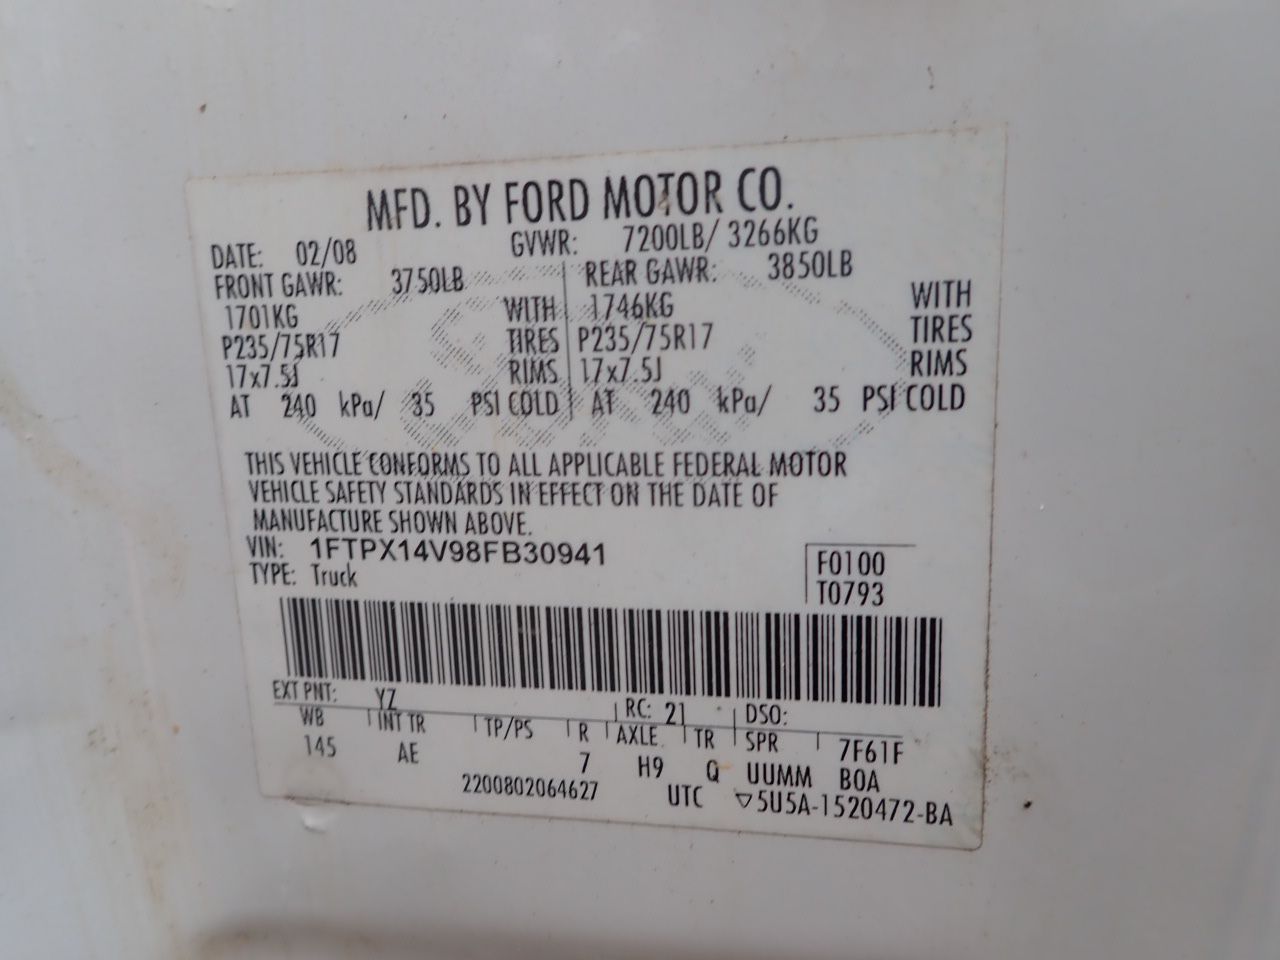 MFD. BY FORD MOTOR CO.
DATE: 02/08 GVWR: 7200LB/ 3266KG
FRONT GAWR: 3750LB REAR GAWR: 3850LB
1701KG WITH 1746KG WITH
P235/75R17 TIRES P235/75R17 TIRES
17x7.5J RIMS 17x7.5J RIMS
AT 240 kPa/ 35 PSI COLD AT 240 kPa/ 35 PSI COLD
THIS VEHICLE CONFORMS TO ALL APPLICABLE FEDERAL MOTOR
VEHICLE SAFETY STANDARDS IN EFFECT ON THE DATE OF
MANUFACTURE SHOWN ABOVE.
VIN: 1FTPX14V98FB30941 F0100
TYPE: Truck T0793
EXT PNT: YZ RC: 21 DSO:
WB INT TR TP/PS R AXLE TR SPR 7F61F
145 AE 7 H9 Q UUMM BOA
2200802064627 UTC ▽5U5A-1520472-BA